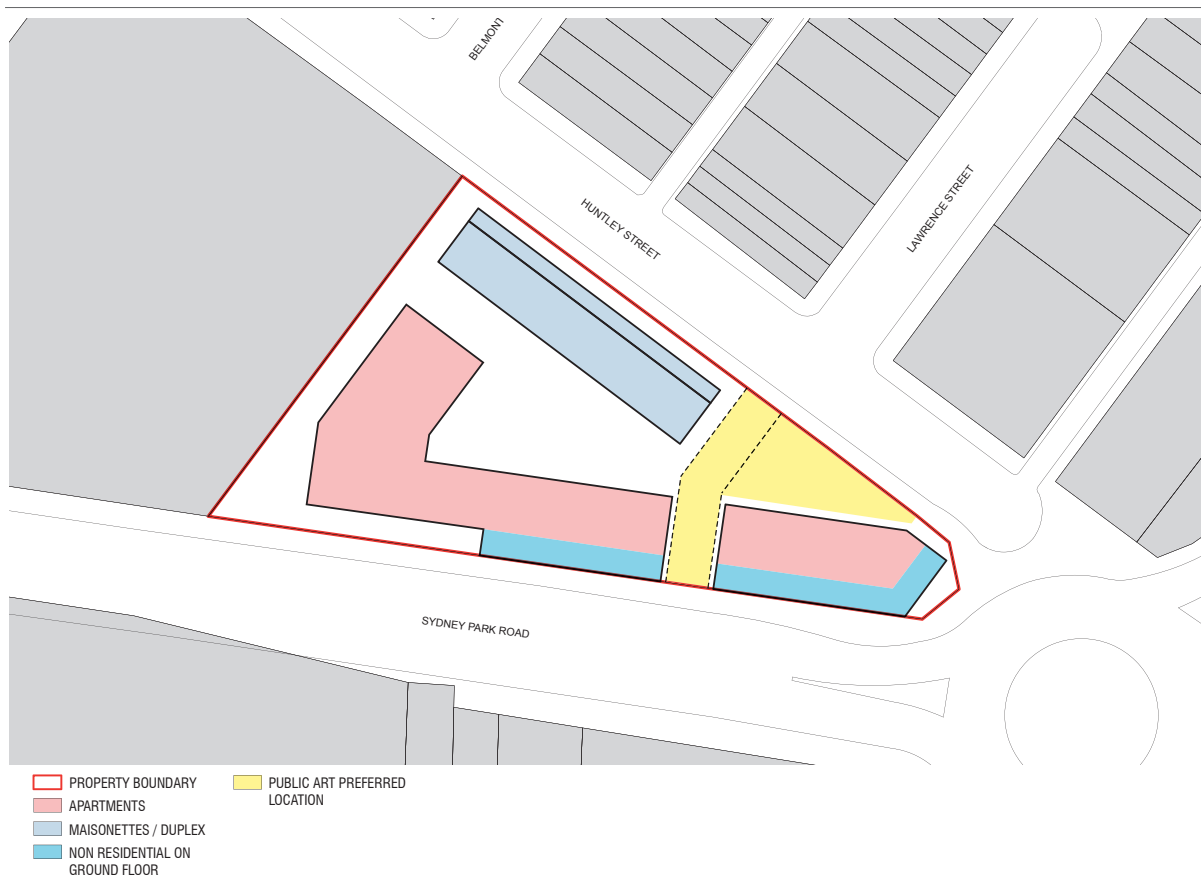 BELMONT
HUNTLEY STREET
LAWRENCE STREET
SYDNEY PARK ROAD
PROPERTY BOUNDARY
APARTMENTS
MAISONETTES / DUPLEX
NON RESIDENTIAL ON
GROUND FLOOR
PUBLIC ART PREFERRED
LOCATION